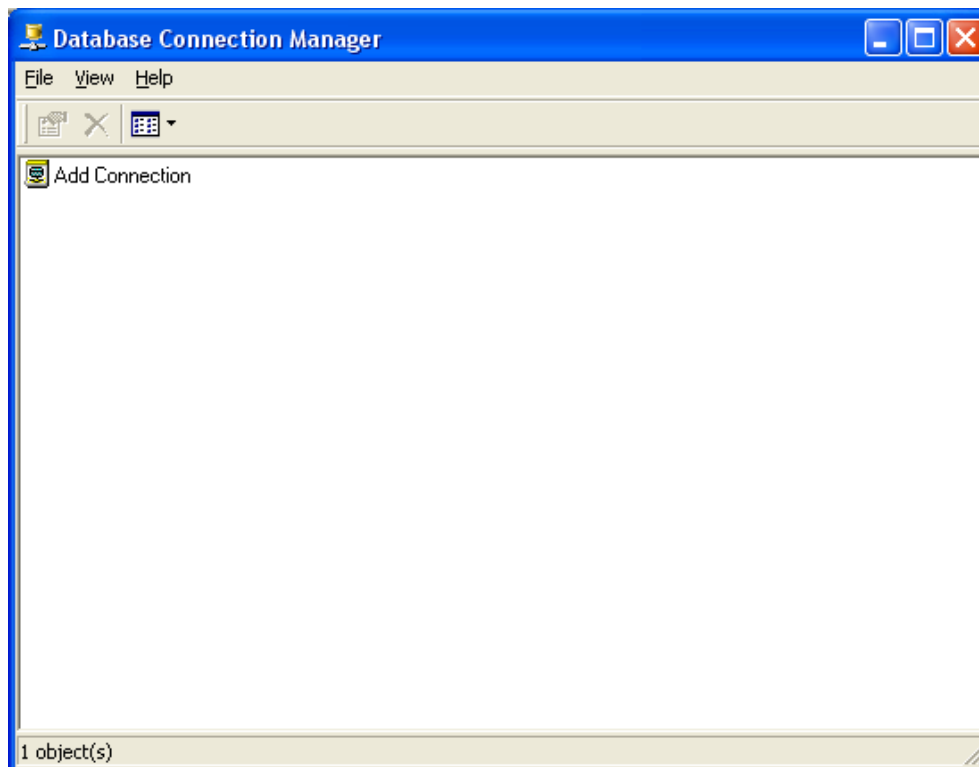 Database Connection Manager
File View Help
Add Connection
1 object(s)